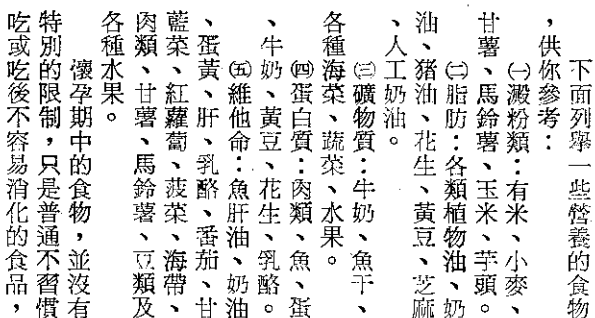 下面列舉一些營養的食物
，供你參考：
㈠澱粉類：有米、小麥、
甘薯、馬鈴薯、玉米、芋頭。
㈡脂肪：各類植物油、奶
油、豬油、花生、黃豆、芝麻
、人工奶油。
㈢礦物質：牛奶、魚干、
各種海菜、蔬菜、水果。
㈣蛋白質：肉類、魚、蛋
、牛奶、黃豆、花生、乳酪。
㈤維他命：魚肝油、奶油
、蛋黃、肝、乳酪、番茄、甘
藍菜、紅蘿蔔、菠菜、海帶、
肉類、甘薯、馬鈴薯、豆類及
各種水果。
懷孕期中的食物，並沒有
特別的限制，只是普通不習慣
吃或吃後不容易消化的食品，